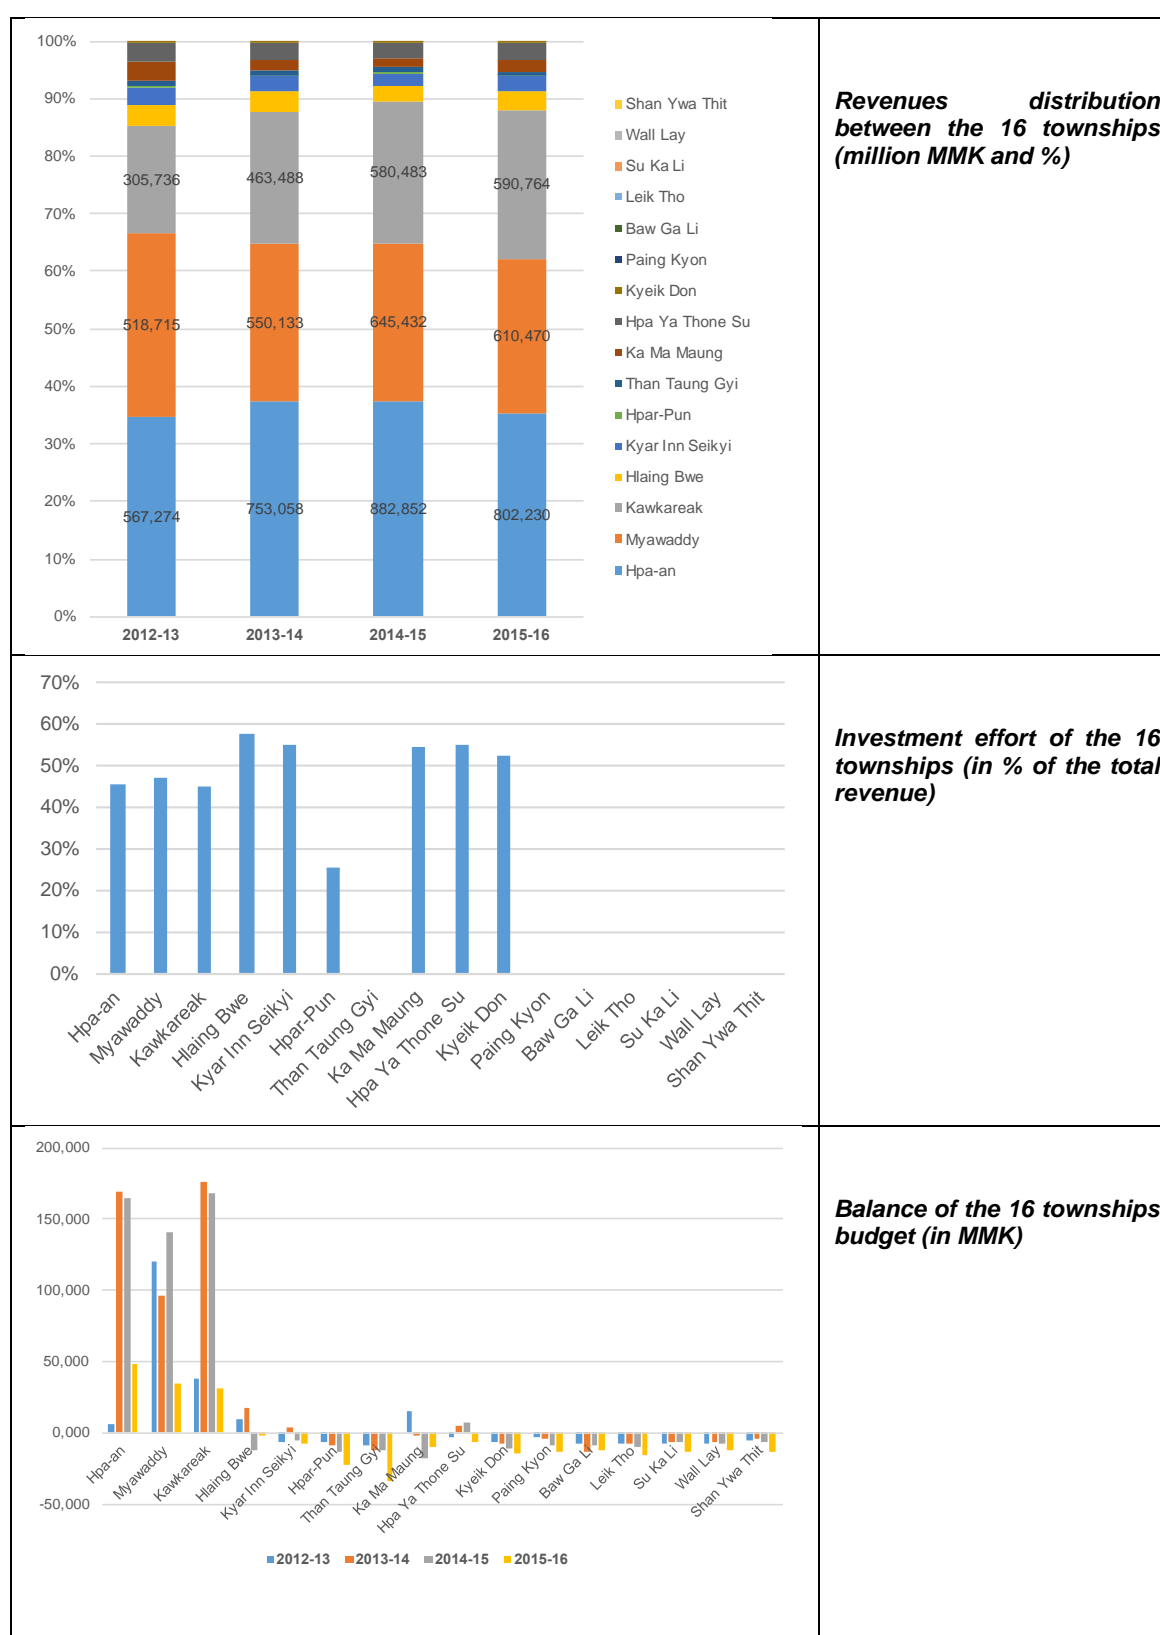 100%
90%
80%
70%
60%
50%
40%
30%
20%
10%
0%
305,736 463,488 580,483 590,764
518,715 550,133 645,432 610,470
567,274 753,058 882,852 802,230
2012-13 2013-14 2014-15 2015-16
Shan Ywa Thit
Wall Lay
Su Ka Li
Leik Tho
Baw Ga Li
Paing Kyon
Kyeik Don
Hpa Ya Thone Su
Ka Ma Maung
Than Taung Gyi
Hpar-Pun
Kyar Inn Seikyi
Hlaing Bwe
Kawkareak
Myawaddy
Hpa-an
Revenues distribution
between the 16 townships
(million MMK and %)
70%
60%
50%
40%
30%
20%
10%
0%
Hpa-an
Myawaddy
Kawkareak
Hlaing Bwe
Kyar Inn Seikyi
Hpar-Pun
Than Taung Gyi
Ka Ma Maung
Hpa Ya Thone Su
Kyeik Don
Paing Kyon
Baw Ga Li
Leik Tho
Su Ka Li
Wall Lay
Shan Ywa Thit
Investment effort of the 16
townships (in % of the total
revenue)
200,000
150,000
100,000
50,000
0,000
-50,000
Hpa-an
Myawaddy
Kawkareak
Hlaing Bwe
Kyar Inn Seikyi
Hpar-Pun
Than Taung Gyi
Ka Ma Maung
Hpa Ya Thone Su
Kyeik Don
Paing Kyon
Baw Ga Li
Leik Tho
Su Ka Li
Wall Lay
Shan Ywa Thit
2012-13 2013-14 2014-15 2015-16
Balance of the 16 townships
budget (in MMK)